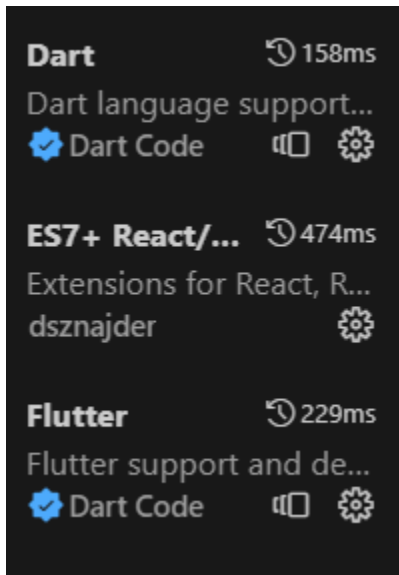 Dart 158ms
Dart language support...
Dart Code
ES7+ React/... 474ms
Extensions for React, R...
dsznajder
Flutter 229ms
Flutter support and de...
Dart Code